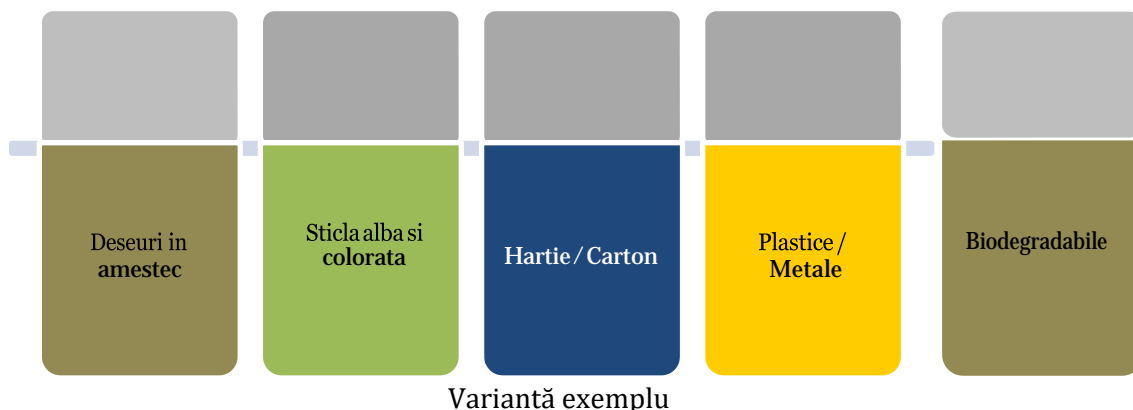 Deseuri in
amestec
Sticla alba si
colorata
Hartie / Carton
Plastice /
Metale
Biodegradabile
Variantă exemplu